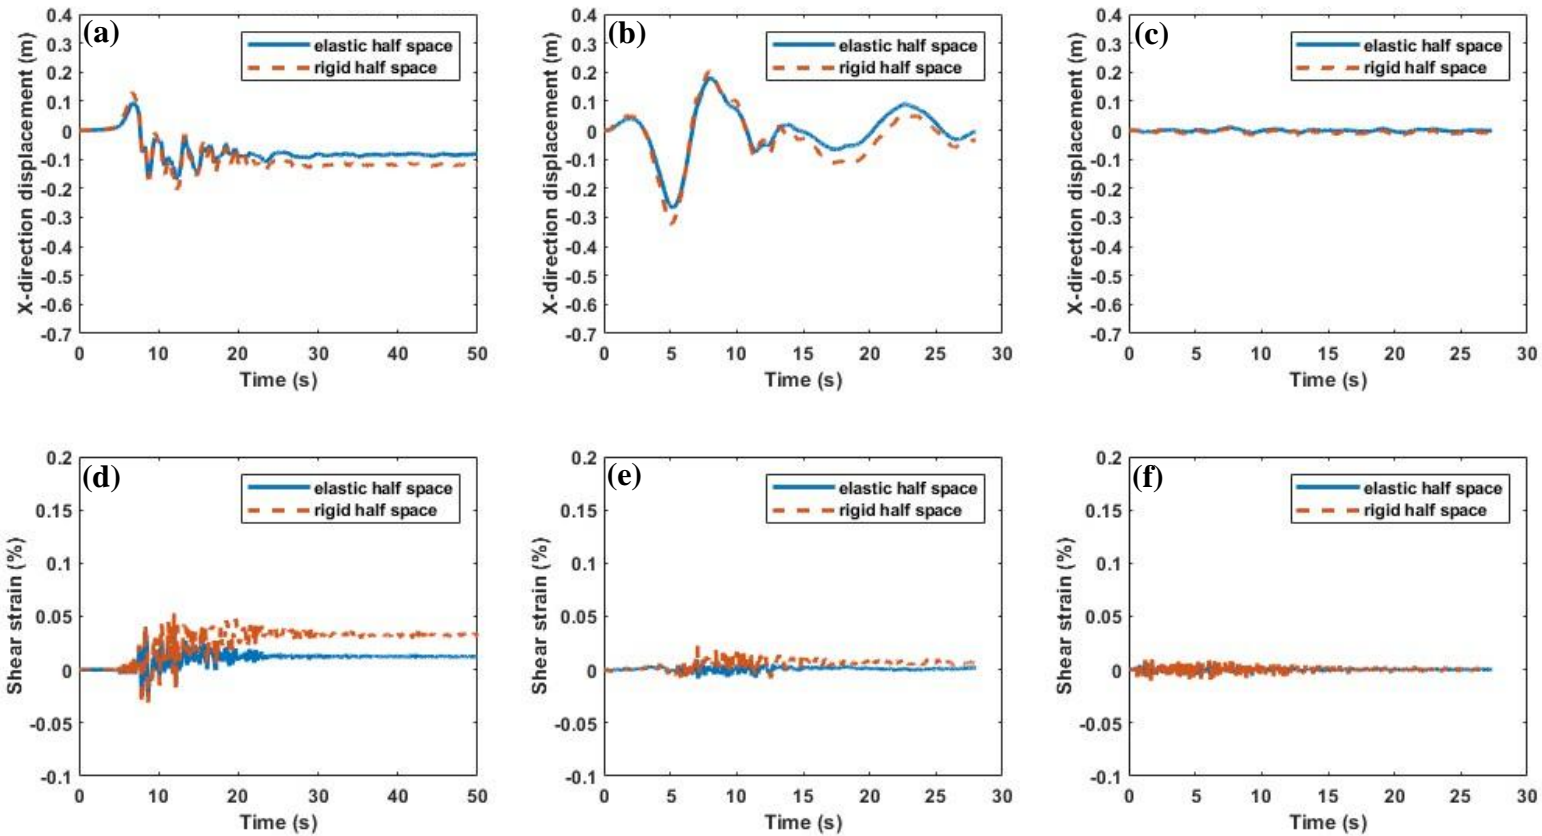 (a)
elastic half space
rigid half space
X-direction displacement (m)
0.4
0.3
0.2
0.1
0
-0.1
-0.2
-0.3
-0.4
-0.5
-0.6
-0.7
0 10 20 30 40 50
Time (s)
(b)
elastic half space
rigid half space
X-direction displacement (m)
0.4
0.3
0.2
0.1
0
-0.1
-0.2
-0.3
-0.4
-0.5
-0.6
-0.7
0 5 10 15 20 25 30
Time (s)
(c)
elastic half space
rigid half space
X-direction displacement (m)
0.4
0.3
0.2
0.1
0
-0.1
-0.2
-0.3
-0.4
-0.5
-0.6
-0.7
0 5 10 15 20 25 30
Time (s)
(d)
elastic half space
rigid half space
Shear strain (%)
0.2
0.15
0.1
0.05
0
-0.05
-0.1
0 10 20 30 40 50
Time (s)
(e)
elastic half space
rigid half space
Shear strain (%)
0.2
0.15
0.1
0.05
0
-0.05
-0.1
0 5 10 15 20 25 30
Time (s)
(f)
elastic half space
rigid half space
Shear strain (%)
0.2
0.15
0.1
0.05
0
-0.05
-0.1
0 5 10 15 20 25 30
Time (s)